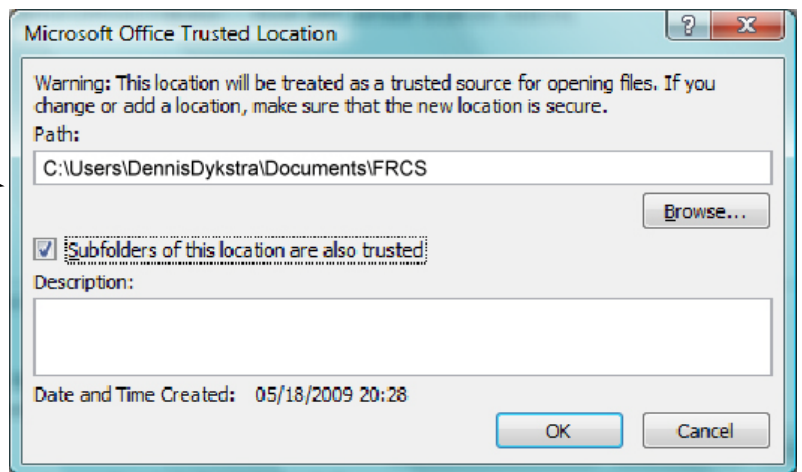 Microsoft Office Trusted Location
Warning: This location will be treated as a trusted source for opening files. If you
change or add a location, make sure that the new location is secure.
Path:
C:\Users\DennisDykstra\Documents\FRCS
Browse...
Subfolders of this location are also trusted
Description:
Date and Time Created: 05/18/2009 20:28
OK Cancel